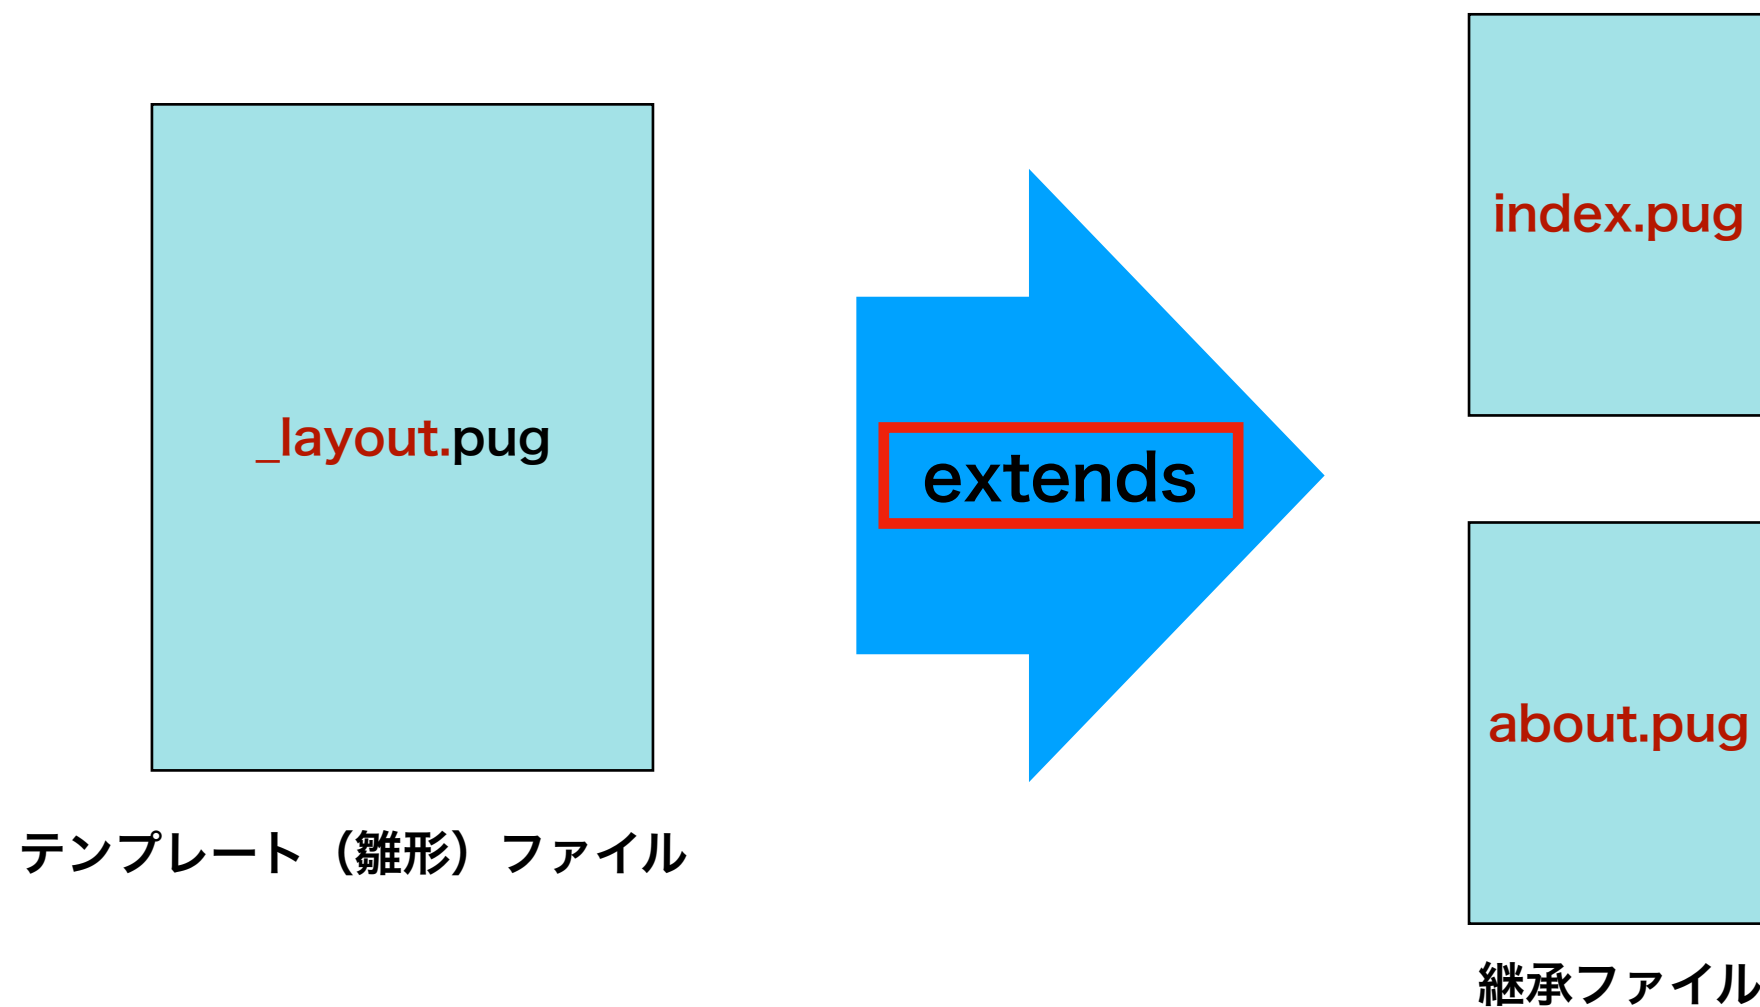 _layout.pug
テンプレート（雛形）ファイル
extends
index.pug
about.pug
継承ファイル